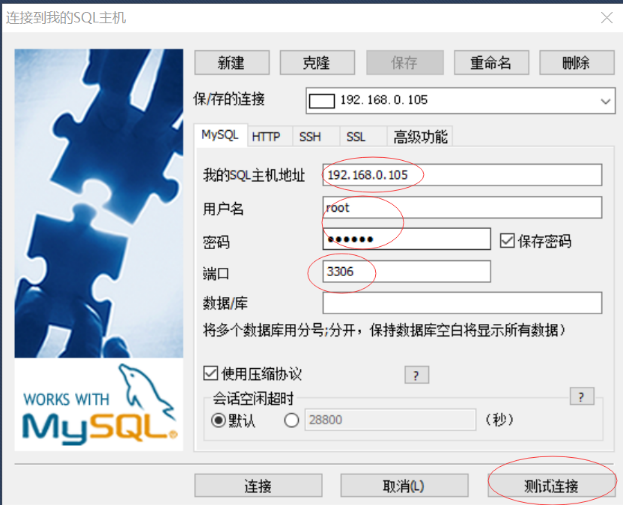 连接到我的SQL主机
新建 克隆 保存 重命名 删除
保/存的连接 192.168.0.105
MySQL HTTP SSH SSL 高级功能
我的SQL主机地址 192.168.0.105
用户名 root
密码 ●●●●●● 保存密码
端口 3306
数据/库
将多个数据库用分号;分开，保持数据库空白将显示所有数据）
使用压缩协议 ?
会话空闲超时 ?
默认 28800 （秒）
WORKS WITH
MySQL®
连接 取消(L) 测试连接